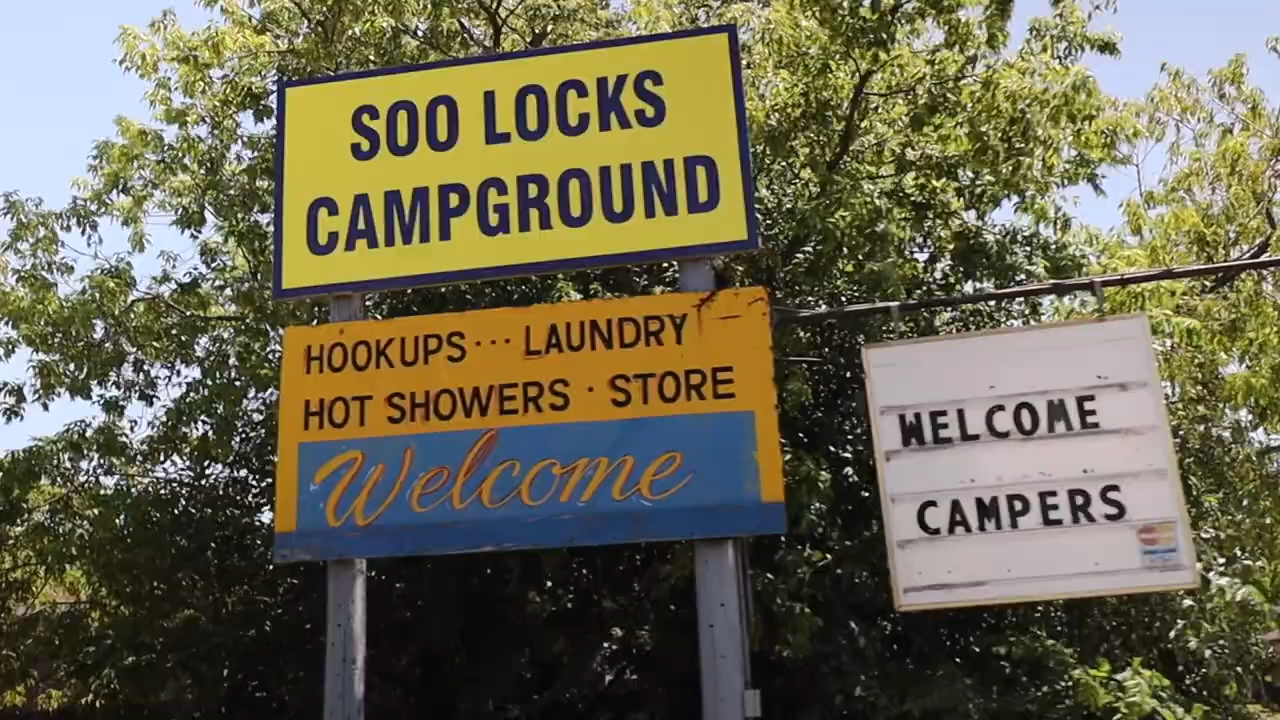 SOO LOCKS
CAMPGROUND
HOOKUPS··· LAUNDRY
HOT SHOWERS · STORE
Welcome
WELCOME
CAMPERS